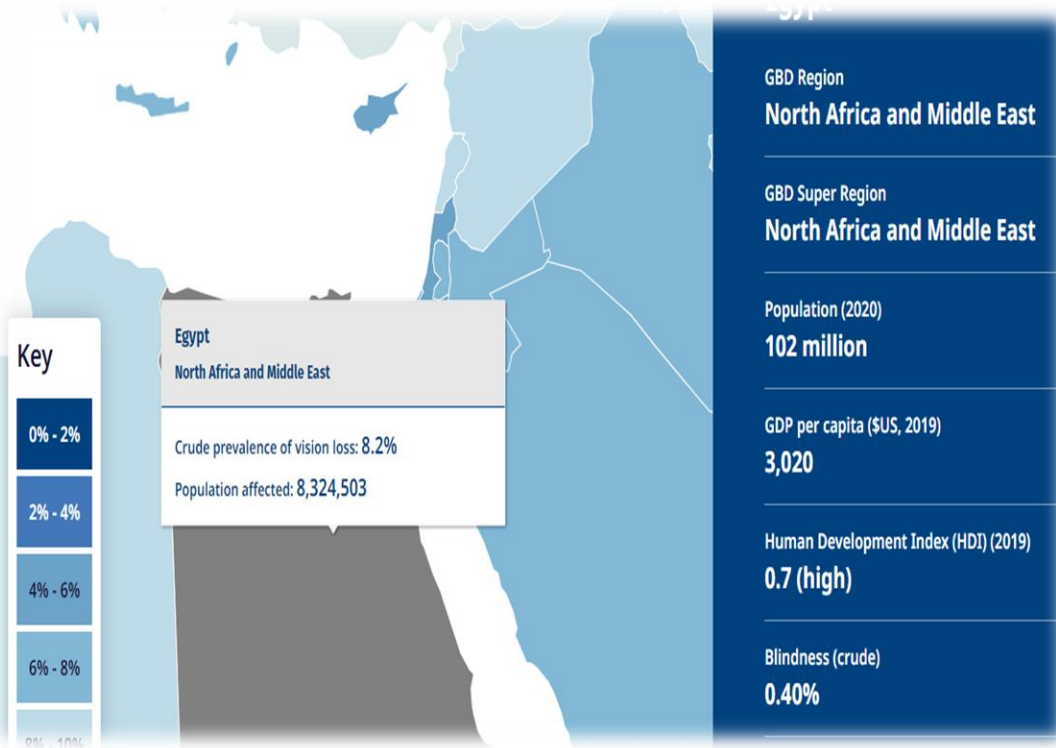 Egypt
GBD Region
North Africa and Middle East
GBD Super Region
North Africa and Middle East
Population (2020)
102 million
GDP per capita ($US, 2019)
3,020
Human Development Index (HDI) (2019)
0.7 (high)
Blindness (crude)
0.40%
Egypt
North Africa and Middle East
Crude prevalence of vision loss: 8.2%
Population affected: 8,324,503
Key
0% - 2%
2% - 4%
4% - 6%
6% - 8%
8% - 10%